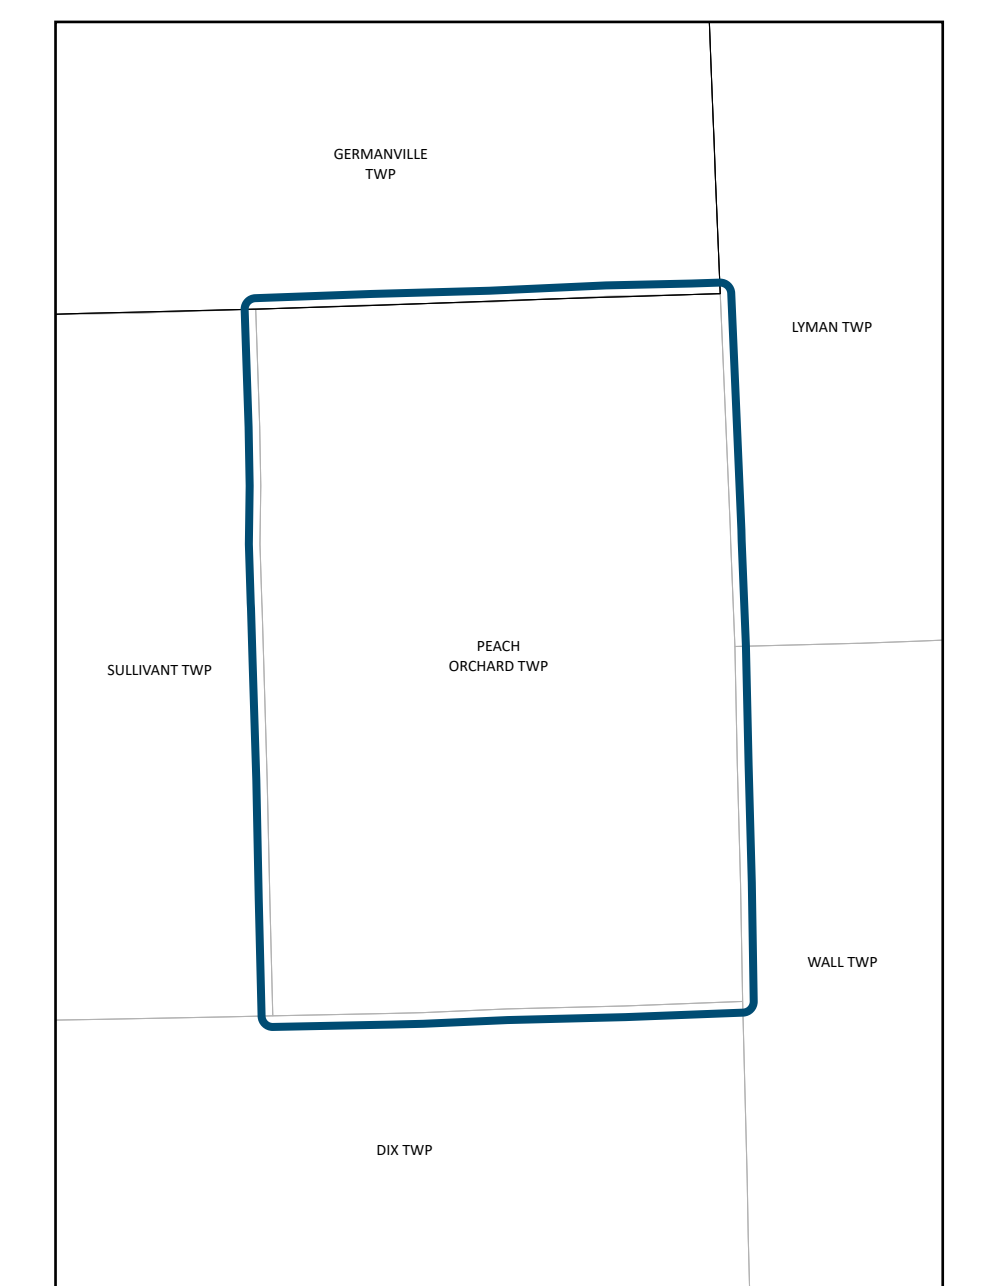 GERMANVILLE
TWP
LYMAN TWP
PEACH
ORCHARD TWP
SULLIVANT TWP
WALL TWP
DIX TWP